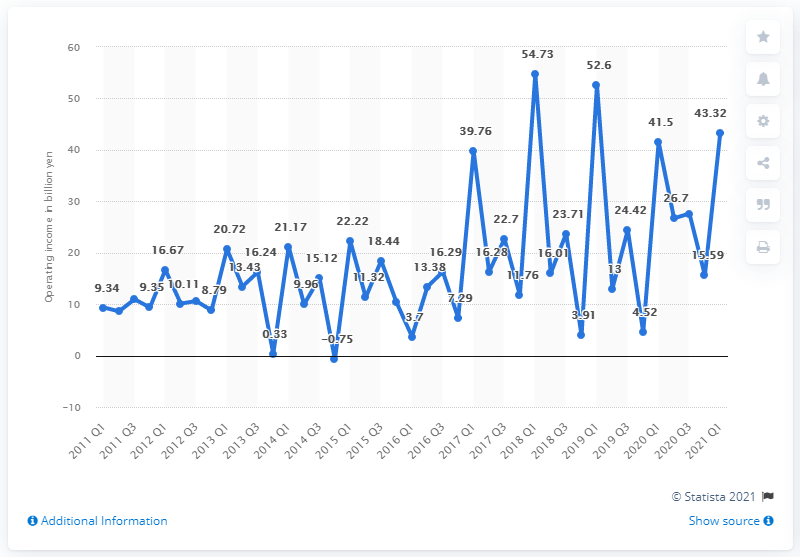 60
50
40
30
20
10
0
−10
Operating income in billion yen
9.34
9.35
16.67
10.11
8.79
20.72
13.43
16.24
0.33
21.17
9.96
15.12
−0.75
22.22
11.32
18.44
3.7
13.38
16.29
7.29
39.76
16.28
22.7
11.76
54.73
16.01
23.71
3.91
52.6
13
24.42
4.52
41.5
26.7
15.59
43.32
2011 Q1
2011 Q3
2012 Q1
2012 Q3
2013 Q1
2013 Q3
2014 Q1
2014 Q3
2015 Q1
2015 Q3
2016 Q1
2016 Q3
2017 Q1
2017 Q3
2018 Q1
2018 Q3
2019 Q1
2019 Q3
2020 Q1
2020 Q3
2021 Q1
© Statista 2021
Additional Information
Show source